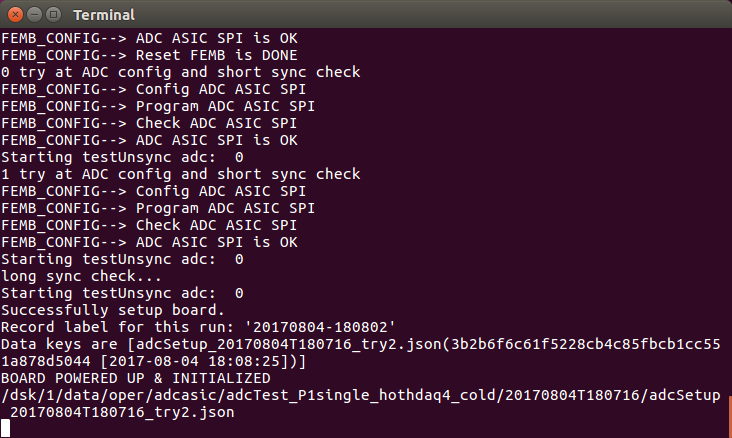 Terminal
FEMB_CONFIG--> ADC ASIC SPI is OK
FEMB_CONFIG--> Reset FEMB is DONE
0 try at ADC config and short sync check
FEMB_CONFIG--> Config ADC ASIC SPI
FEMB_CONFIG--> Program ADC ASIC SPI
FEMB_CONFIG--> Check ADC ASIC SPI
FEMB_CONFIG--> ADC ASIC SPI is OK
Starting testUnsync adc:  0
1 try at ADC config and short sync check
FEMB_CONFIG--> Config ADC ASIC SPI
FEMB_CONFIG--> Program ADC ASIC SPI
FEMB_CONFIG--> Check ADC ASIC SPI
FEMB_CONFIG--> ADC ASIC SPI is OK
Starting testUnsync adc:  0
long sync check...
Starting testUnsync adc:  0
Successfully setup board.
Record label for this run: '20170804-180802'
Data keys are [adcSetup_20170804T180716_try2.json(3b2b6f6c61f5228cb4c85fbcb1cc55
1a878d5044 [2017-08-04 18:08:25])]
BOARD POWERED UP & INITIALIZED
/dsk/1/data/oper/adcasic/adcTest_P1single_hothdaq4_cold/20170804T180716/adcSetup
_20170804T180716_try2.json